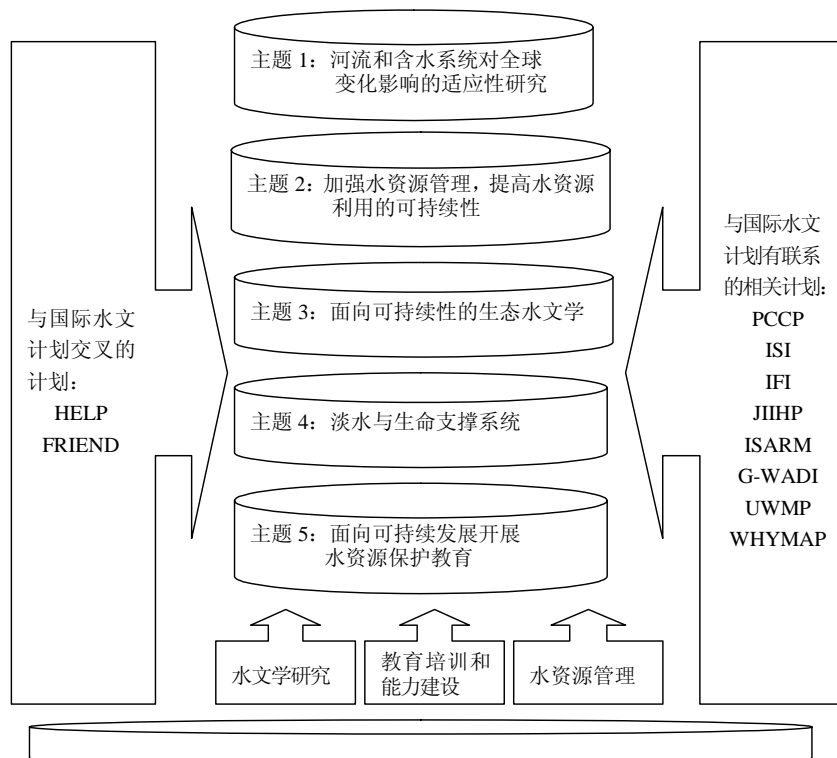 主题 1：河流和含水系统对全球
变化影响的适应性研究
主题 2：加强水资源管理，提高水资源
利用的可持续性
主题 3：面向可持续性的生态水文学
主题 4：淡水与生命支撑系统
主题 5：面向可持续发展开展
水资源保护教育
与国际水文
计划交叉的
计划：
HELP
FRIEND
与国际水文
计划有联系
的相关计划：
PCCP
ISI
IFI
JIIHP
ISARM
G-WADI
UWMP
WHYMAP
水文学研究
教育培训和
能力建设
水资源管理